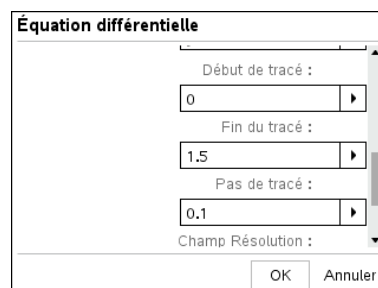 Équation différentielle
Début de tracé :
0
Fin du tracé :
1.5
Pas de tracé :
0.1
Champ Résolution :
OK Annuler